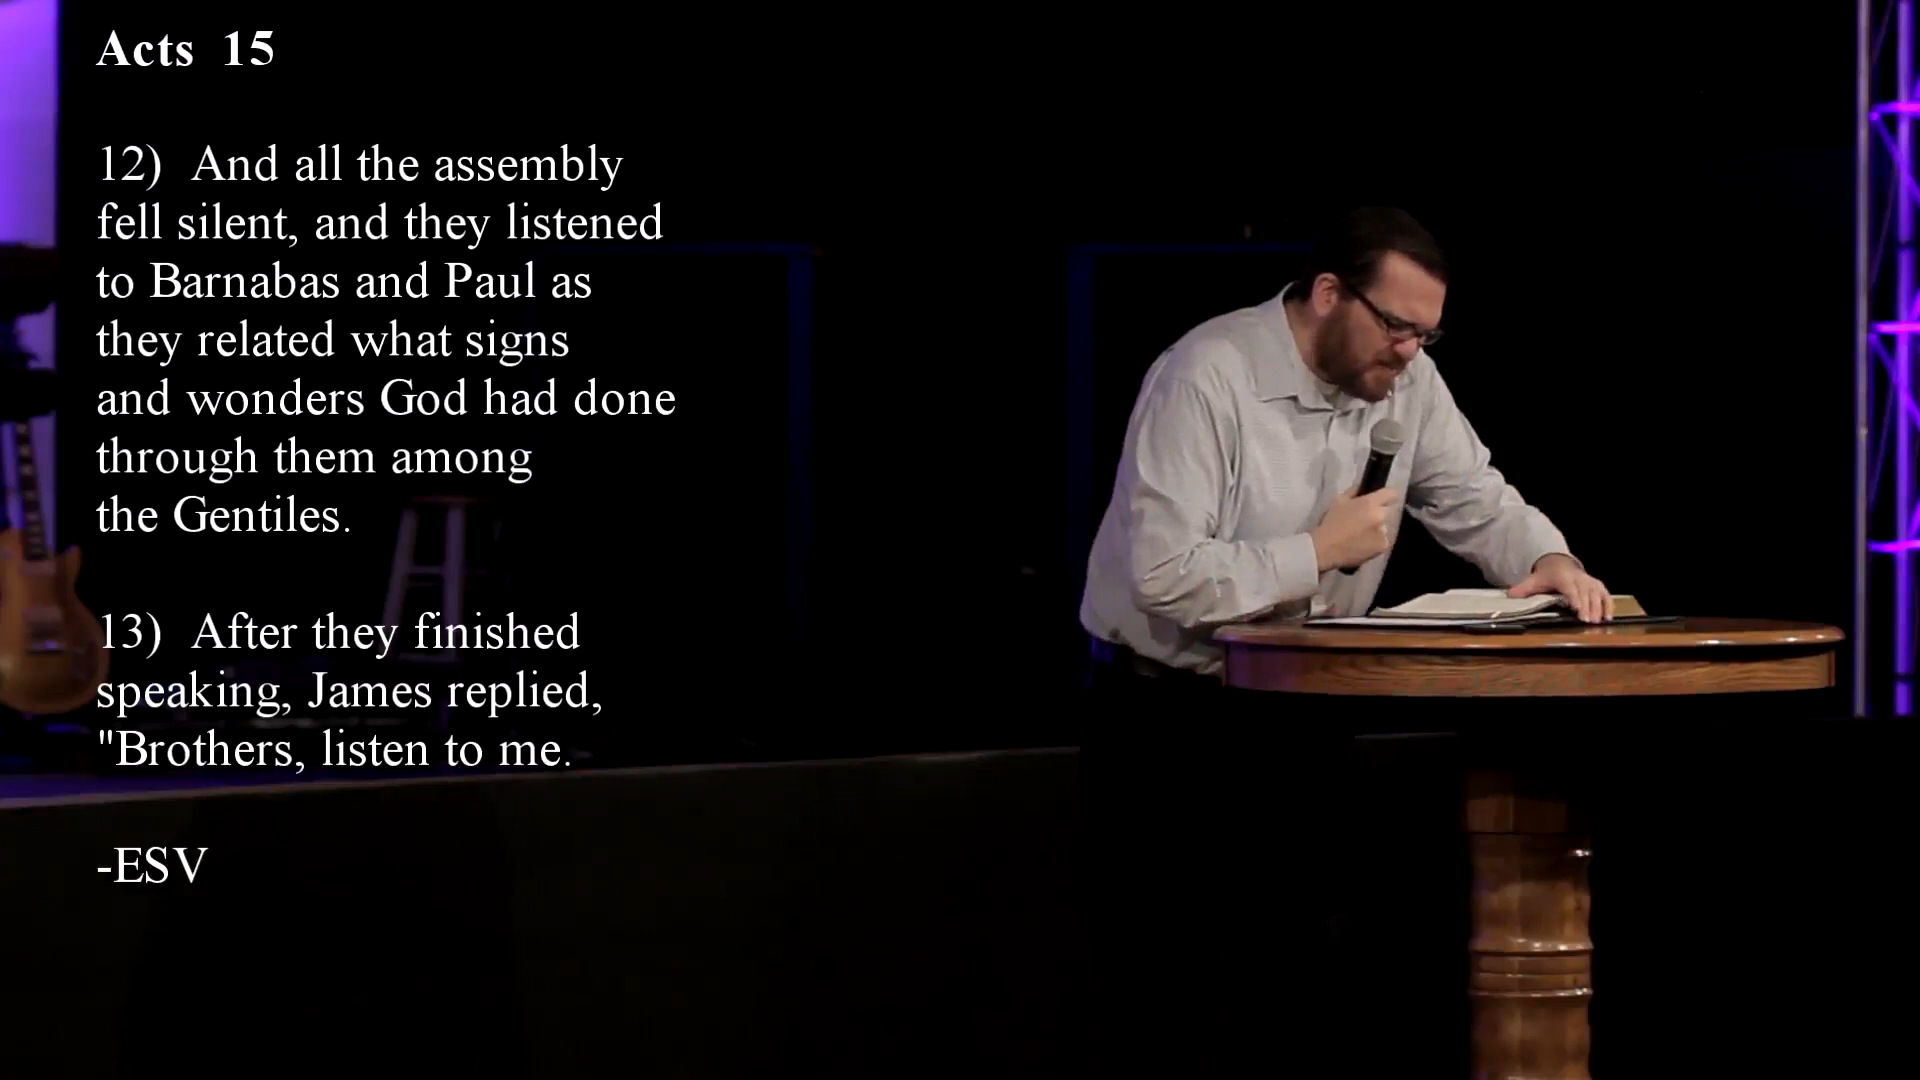 Acts 15
12) And all the assembly
fell silent, and they listened
to Barnabas and Paul as
they related what signs
and wonders God had done
through them among
the Gentiles.
13) After they finished
speaking, James replied,
"Brothers, listen to me.
-ESV